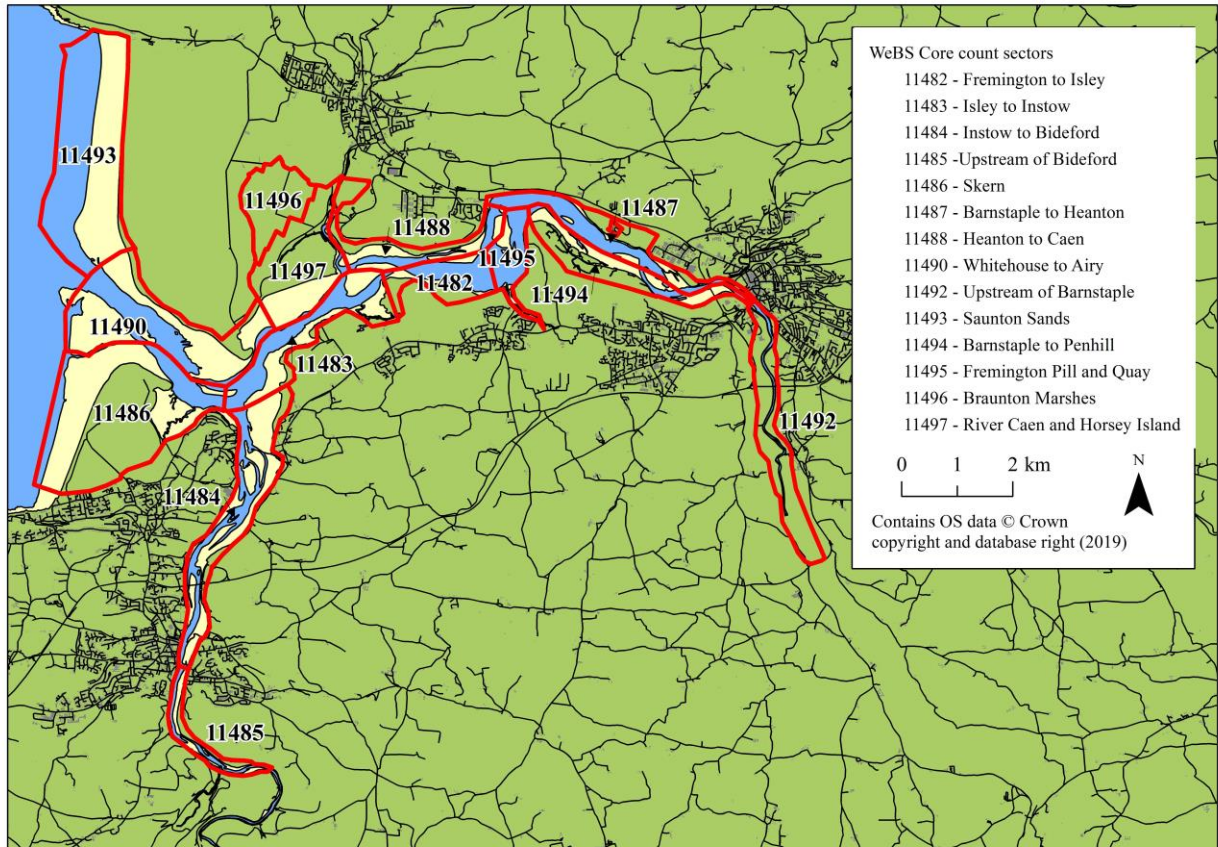 11493
11496
11487
11488
11497
11495
11482
11494
11490
11483
11486
11492
11484
11485
WeBS Core count sectors
11482 - Fremington to Isley
11483 - Isley to Instow
11484 - Instow to Bideford
11485 -Upstream of Bideford
11486 - Skern
11487 - Barnstaple to Heanton
11488 - Heanton to Caen
11490 - Whitehouse to Airy
11492 - Upstream of Barnstaple
11493 - Saunton Sands
11494 - Barnstaple to Penhill
11495 - Fremington Pill and Quay
11496 - Braunton Marshes
11497 - River Caen and Horsey Island
0 1 2 km
N
Contains OS data © Crown
copyright and database right (2019)